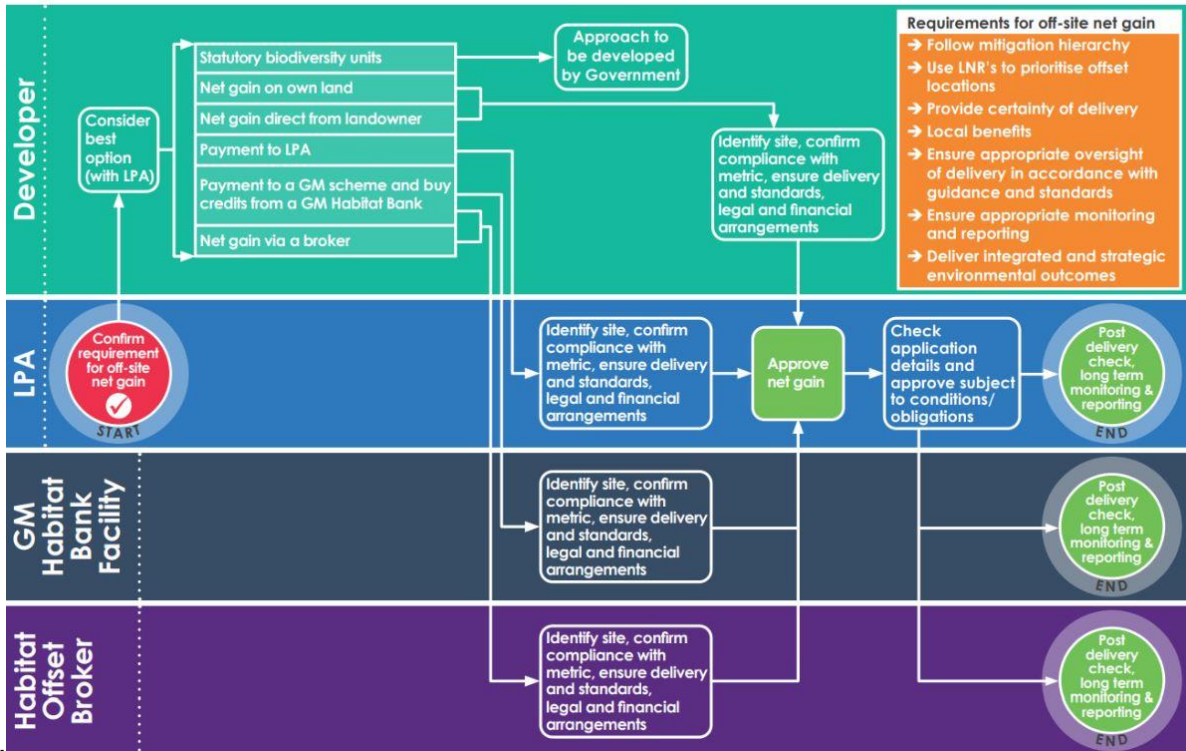 Developer
Consider
best
option
(with LPA)
Statutory biodiversity units
Net gain on own land
Net gain direct from landowner
Payment to LPA
Payment to a GM scheme and buy
credits from a GM Habitat Bank
Net gain via a broker
Approach to
be developed
by Government
Identify site, confirm
compliance with
metric, ensure delivery
and standards,
legal and financial
arrangements
Requirements for off-site net gain
→ Follow mitigation hierarchy
→ Use LNR's to prioritise offset
locations
→ Provide certainty of delivery
→ Local benefits
→ Ensure appropriate oversight
of delivery in accordance with
guidance and standards
→ Ensure appropriate monitoring
and reporting
→ Deliver integrated and strategic
environmental outcomes
LPA
Confirm
requirement
for off-site
net gain
START
Identify site, confirm
compliance with
metric, ensure delivery
and standards,
legal and financial
arrangements
Approve
net gain
Check
application
details and
approve subject
to conditions/
obligations
Post
delivery
check,
long term
monitoring &
reporting
END
GM
Habitat
Bank
Facility
Identify site, confirm
compliance with
metric, ensure delivery
and standards,
legal and financial
arrangements
Post
delivery
check,
long term
monitoring &
reporting
END
Habitat
Offset
Broker
Identify site, confirm
compliance with
metric, ensure delivery
and standards,
legal and financial
arrangements
Post
delivery
check,
long term
monitoring &
reporting
END